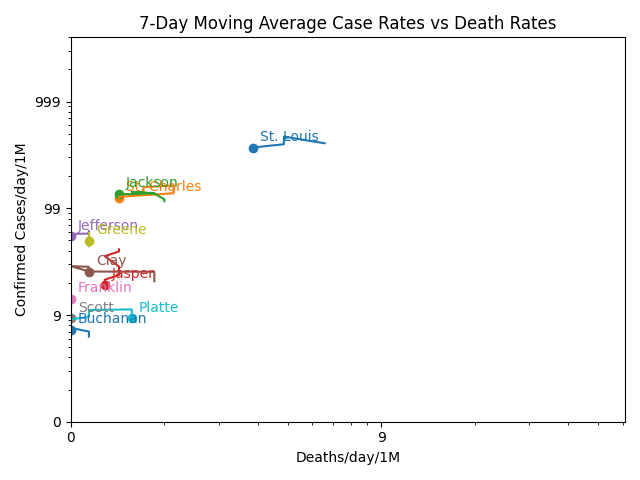 7-Day Moving Average Case Rates vs Death Rates
Confirmed Cases/day/1M
999
99
9
0
St. Louis
Jackson
St. Charles
Jefferson
Greene
Clay
Jasper
Franklin
Scott
Platte
Buchanan
0
9
Deaths/day/1M